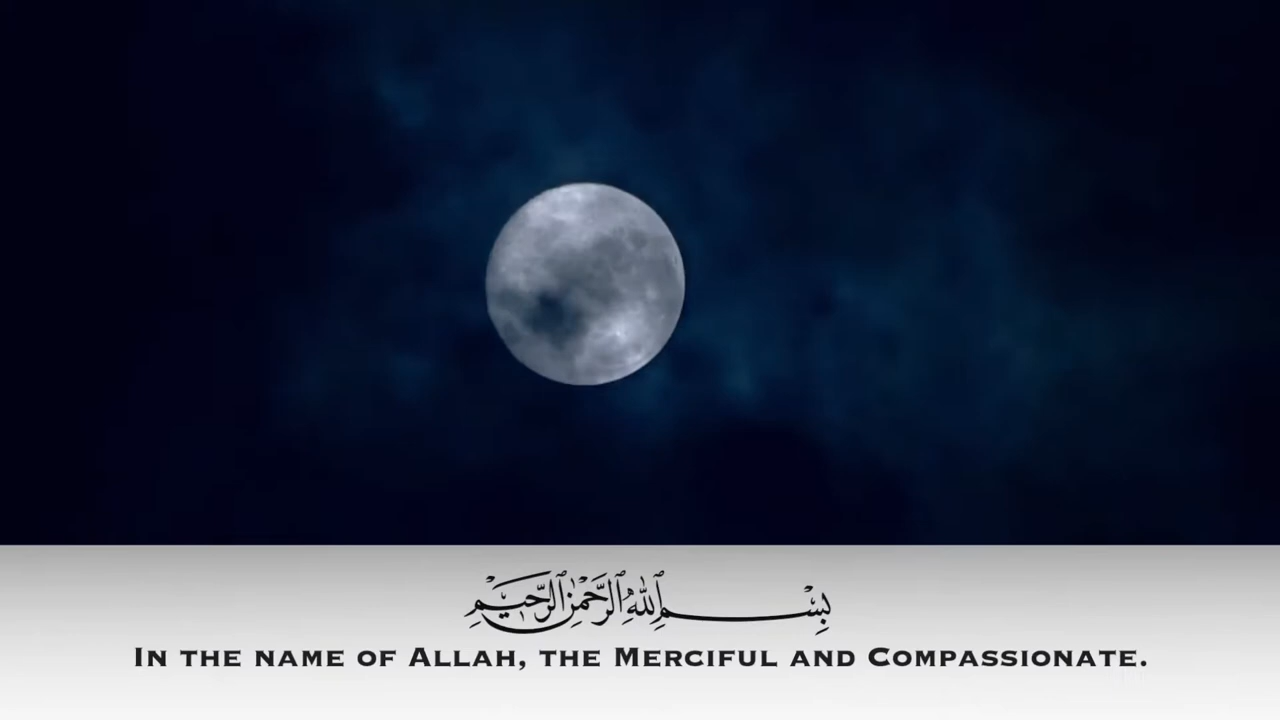 بِسْمِ ٱللَّهِ ٱلرَّحْمَٰنِ ٱلرَّحِيمِ
In the name of Allah, the Merciful and Compassionate.